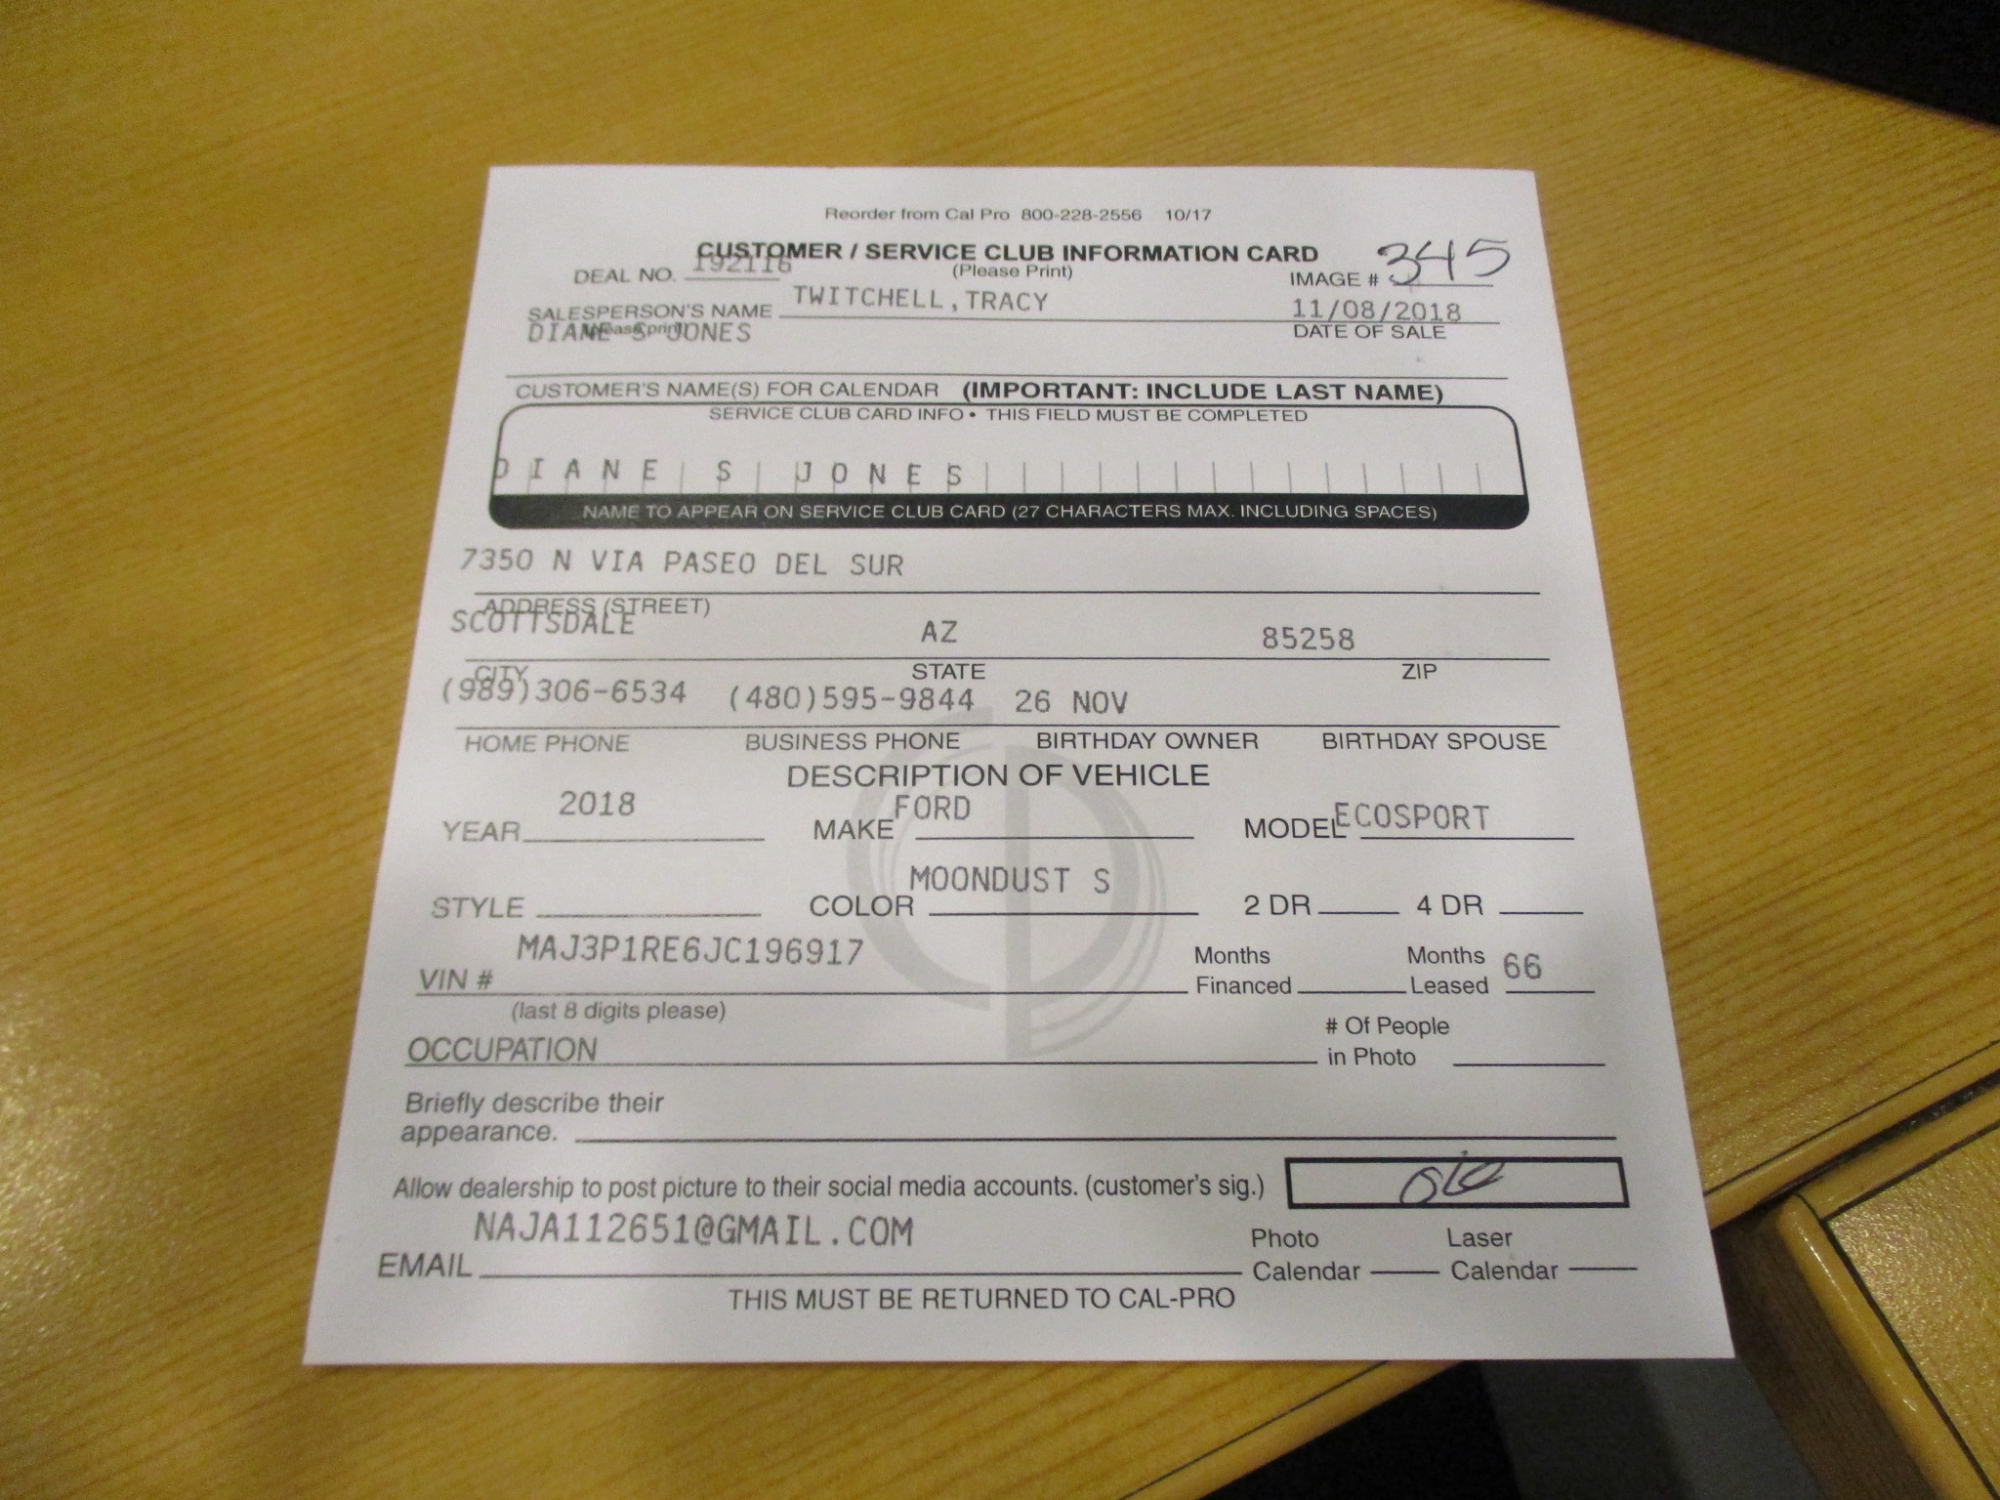 Reorder from Cal Pro 800-228-2556 10/17
CUSTOMER / SERVICE CLUB INFORMATION CARD
DEAL NO. 192116 (Please Print) IMAGE # 345
SALESPERSON'S NAME TWITCHELL,TRACY 11/08/2018
(please print) DATE OF SALE
DIANE S JONES
CUSTOMER'S NAME(S) FOR CALENDAR (IMPORTANT: INCLUDE LAST NAME)
SERVICE CLUB CARD INFO • THIS FIELD MUST BE COMPLETED
DIANE S JONES
NAME TO APPEAR ON SERVICE CLUB CARD (27 CHARACTERS MAX. INCLUDING SPACES)
7350 N VIA PASEO DEL SUR
ADDRESS (STREET)
SCOTTSDALE AZ 85258
CITY STATE ZIP
(989)306-6534 (480)595-9844 26 NOV
HOME PHONE BUSINESS PHONE BIRTHDAY OWNER BIRTHDAY SPOUSE
DESCRIPTION OF VEHICLE
YEAR 2018 MAKE FORD MODEL ECOSPORT
STYLE COLOR MOONDUST S 2 DR 4 DR
VIN # MAJ3P1RE6JC196917 Months Financed Months Leased 66
(last 8 digits please)
OCCUPATION # Of People in Photo
Briefly describe their
appearance.
Allow dealership to post picture to their social media accounts. (customer's sig.) ok
NAJA112651@GMAIL.COM
EMAIL Photo Calendar Laser Calendar
THIS MUST BE RETURNED TO CAL-PRO